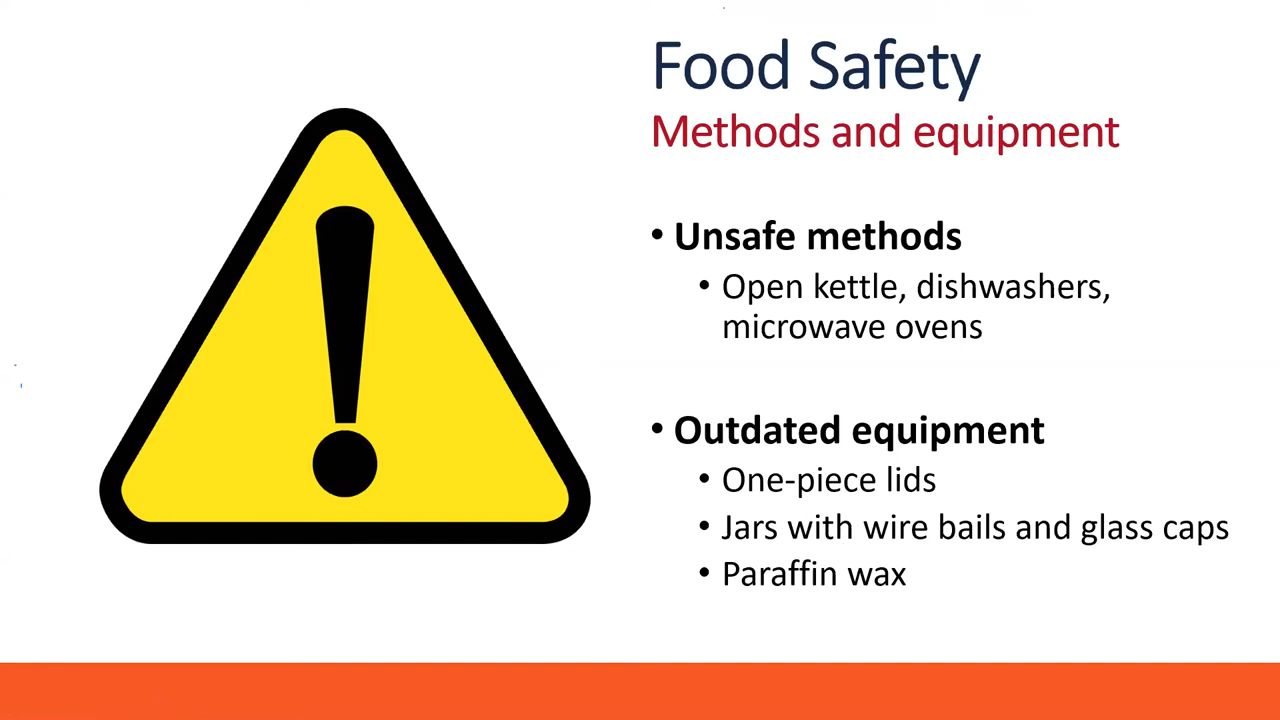 Food Safety
Methods and equipment
• Unsafe methods
• Open kettle, dishwashers,
microwave ovens
• Outdated equipment
• One-piece lids
• Jars with wire bails and glass caps
• Paraffin wax